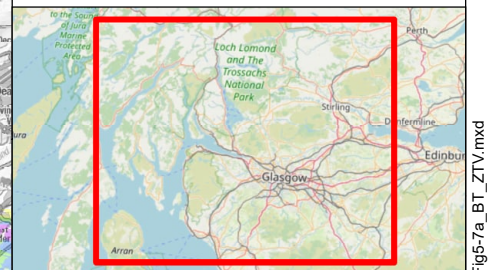 to the Sound
of Jura
Marine
Protected
Area
Loch Lomond
and The
Trossachs
National
Park
Perth
Stirling
Dunfermline
Glasgow
Arran
Fig5-7a_BT_ZTV.mxd